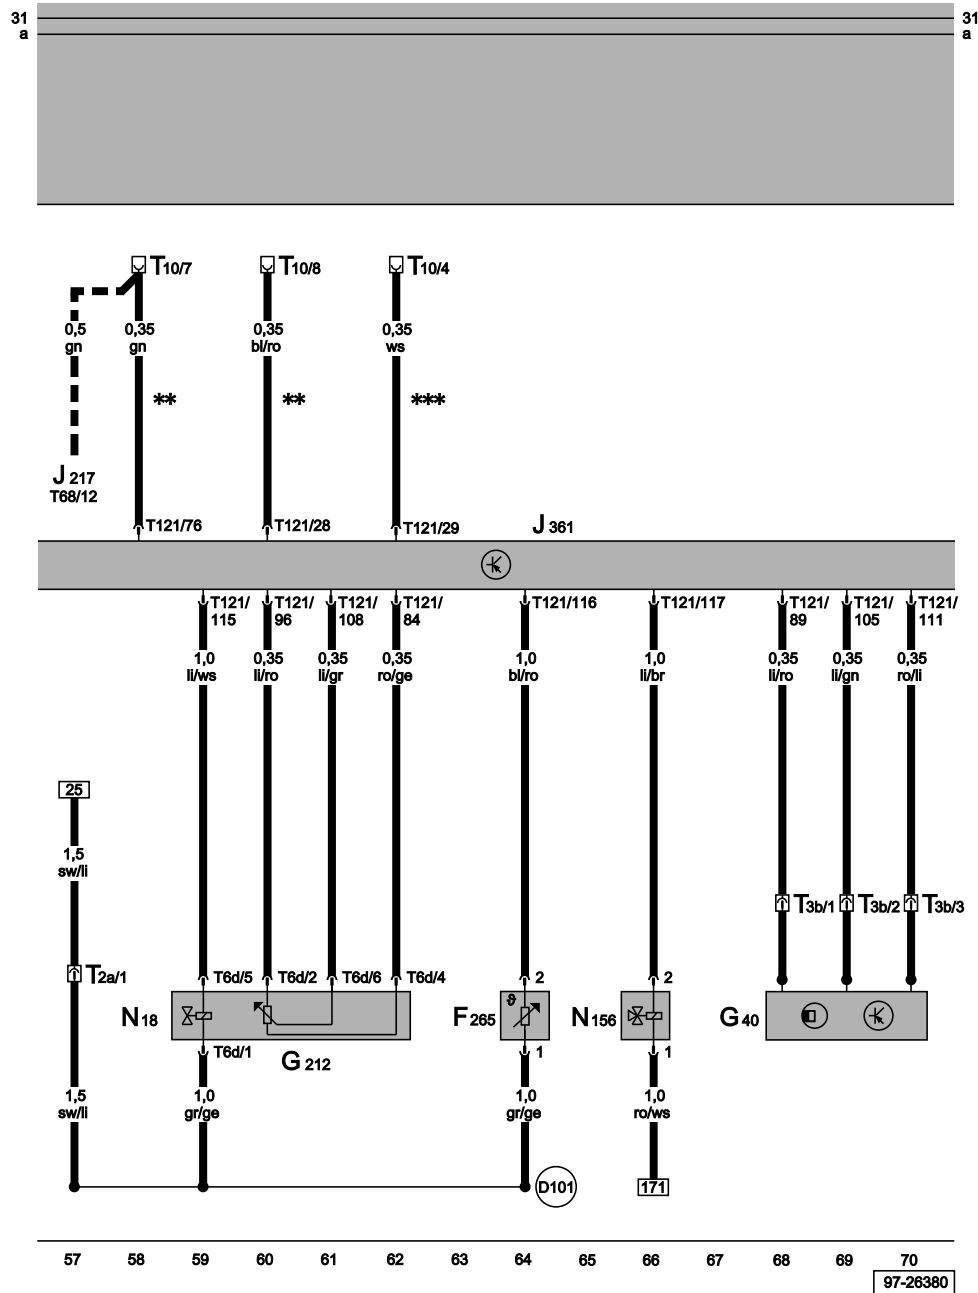 31 31
a a
T10/7 T10/8 T10/4
0,5 0,35 0,35 0,35
gn gn bl/ro ws
** ** ***
J 217
T68/12
T121/76 T121/28 T121/29 J 361
T121/ T121/ T121/ T121/ T121/116 T121/117 T121/ T121/ T121/
115 96 108 84 89 105 111
1,0 0,35 0,35 0,35 1,0 1,0 0,35 0,35 0,35
li/ws li/ro li/gr ro/ge bl/ro li/br li/ro li/gn ro/li
25
1,5
sw/li
T3b/1 T3b/2 T3b/3
T2a/1 T6d/5 T6d/2 T6d/6 T6d/4 2 2
N18 F265 ϑ N156 G40
T6d/1 G 212 1 1
1,5 1,0 1,0 1,0
sw/li gr/ge gr/ge ro/ws
D101 171
57 58 59 60 61 62 63 64 65 66 67 68 69 70
97-26380